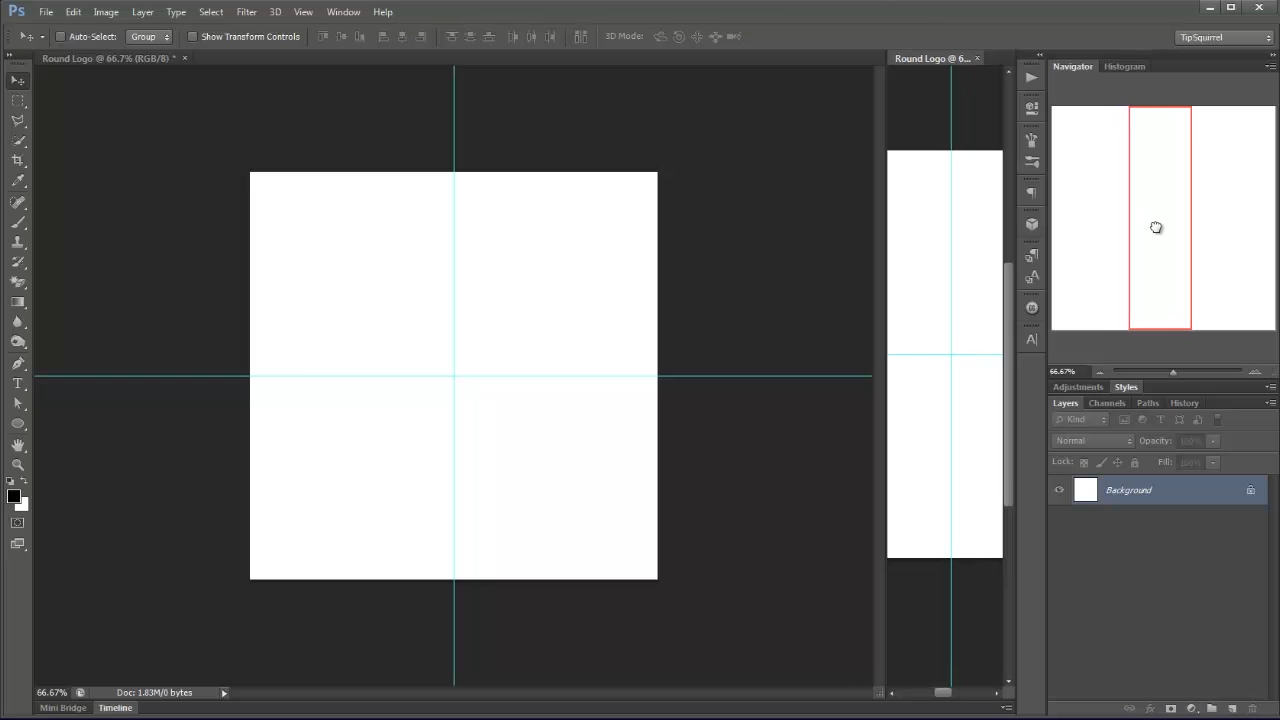 Ps File Edit Image Layer Type Select Filter 3D View Window Help
Auto-Select: Group Show Transform Controls 3D Mode: TipSquirrel
Round Logo @ 66.7% (RGB/8) * × Round Logo @ 6... ×
Navigator Histogram
66.67%
Adjustments Styles
Layers Channels Paths History
Kind
Normal Opacity: 100%
Lock: Fill: 100%
Background
66.67% Doc: 1.83M/0 bytes
Mini Bridge Timeline